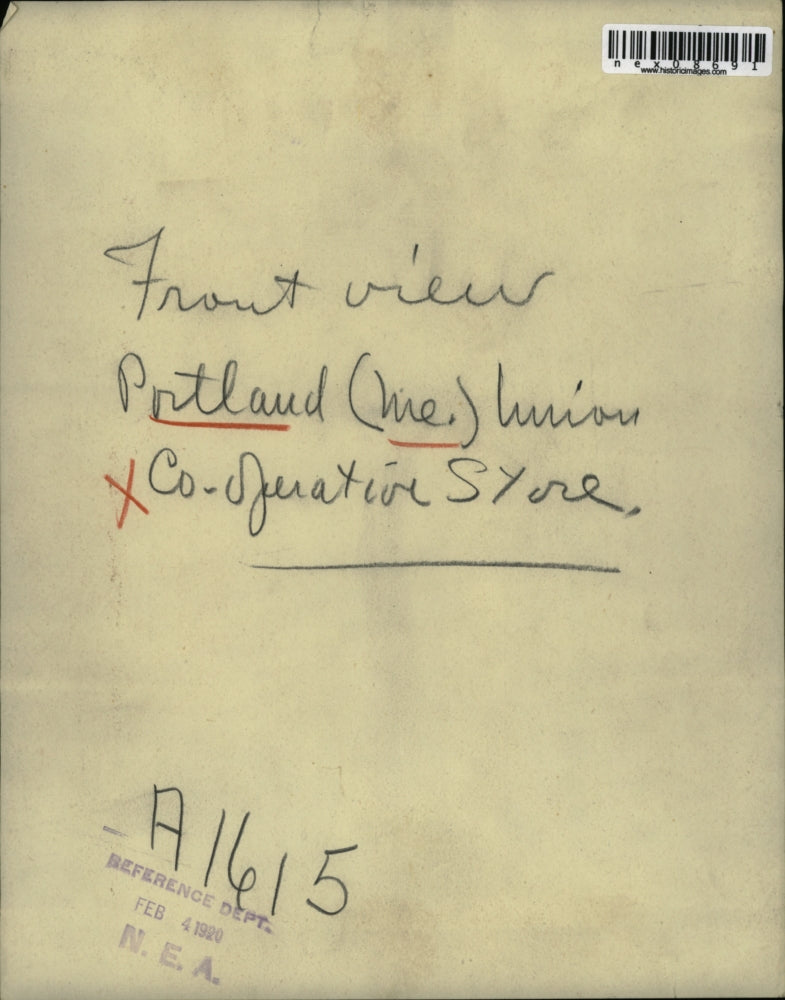 nex08691
www.historicimages.com
Front view
Portland (Me.) Union
X Co-operative Store.
A1615
REFERENCE DEPT.
FEB 4 1920
N. E. A.